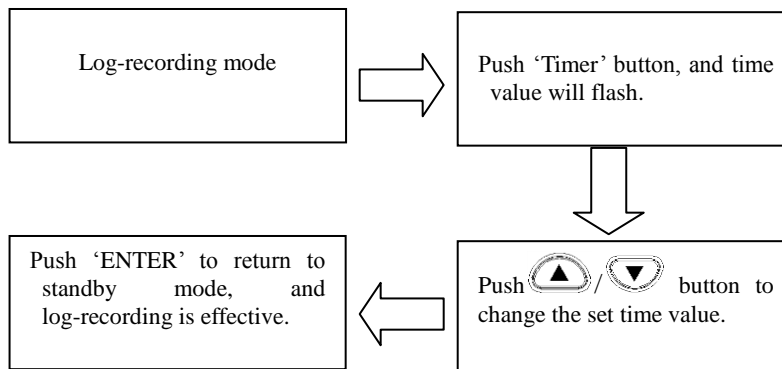 Log-recording mode
Push ‘Timer’ button, and time
value will flash.
Push ▲ / ▼ button to
change the set time value.
Push ‘ENTER’ to return to
standby mode, and
log-recording is effective.